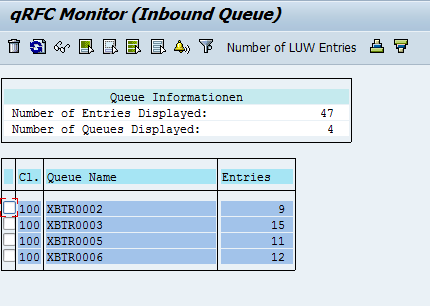 qRFC Monitor (Inbound Queue)
Number of LUW Entries
Queue Informationen
Number of Entries Displayed: 47
Number of Queues Displayed: 4
Cl. Queue Name Entries
100 XBTR0002 9
100 XBTR0003 15
100 XBTR0005 11
100 XBTR0006 12